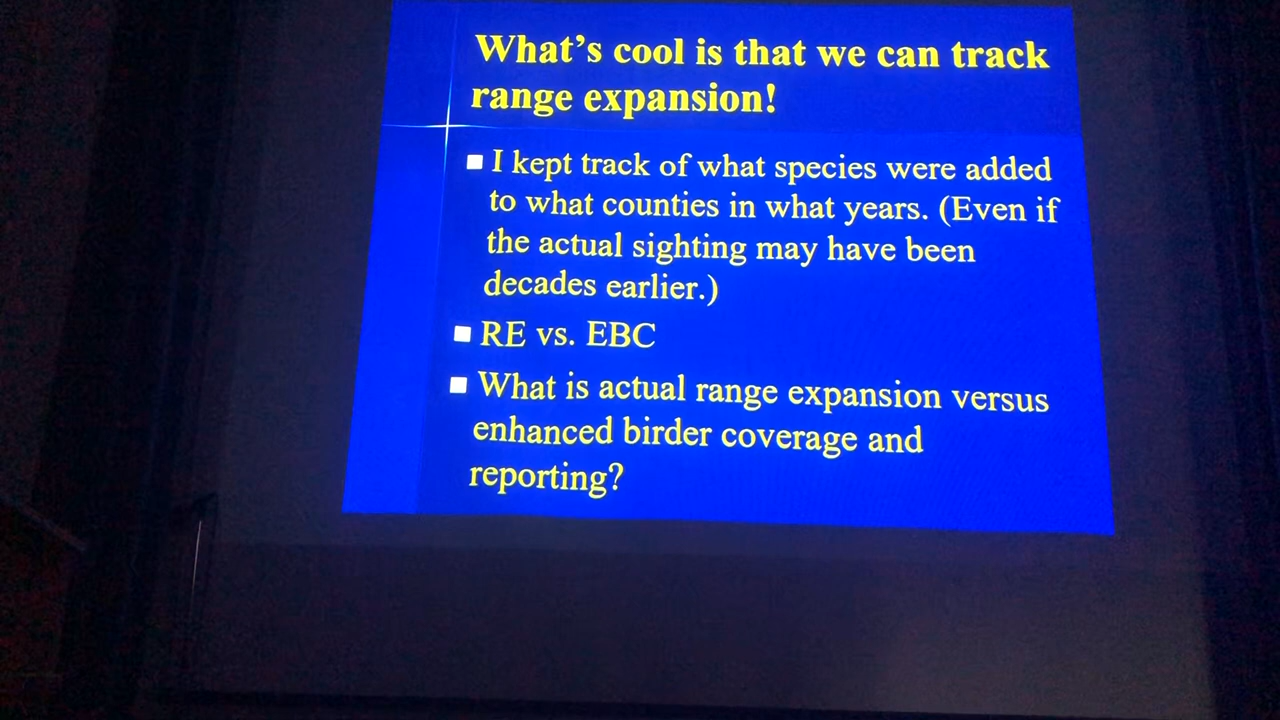 What's cool is that we can track
range expansion!
■ I kept track of what species were added
to what counties in what years. (Even if
the actual sighting may have been
decades earlier.)
■ RE vs. EBC
■ What is actual range expansion versus
enhanced birder coverage and
reporting?